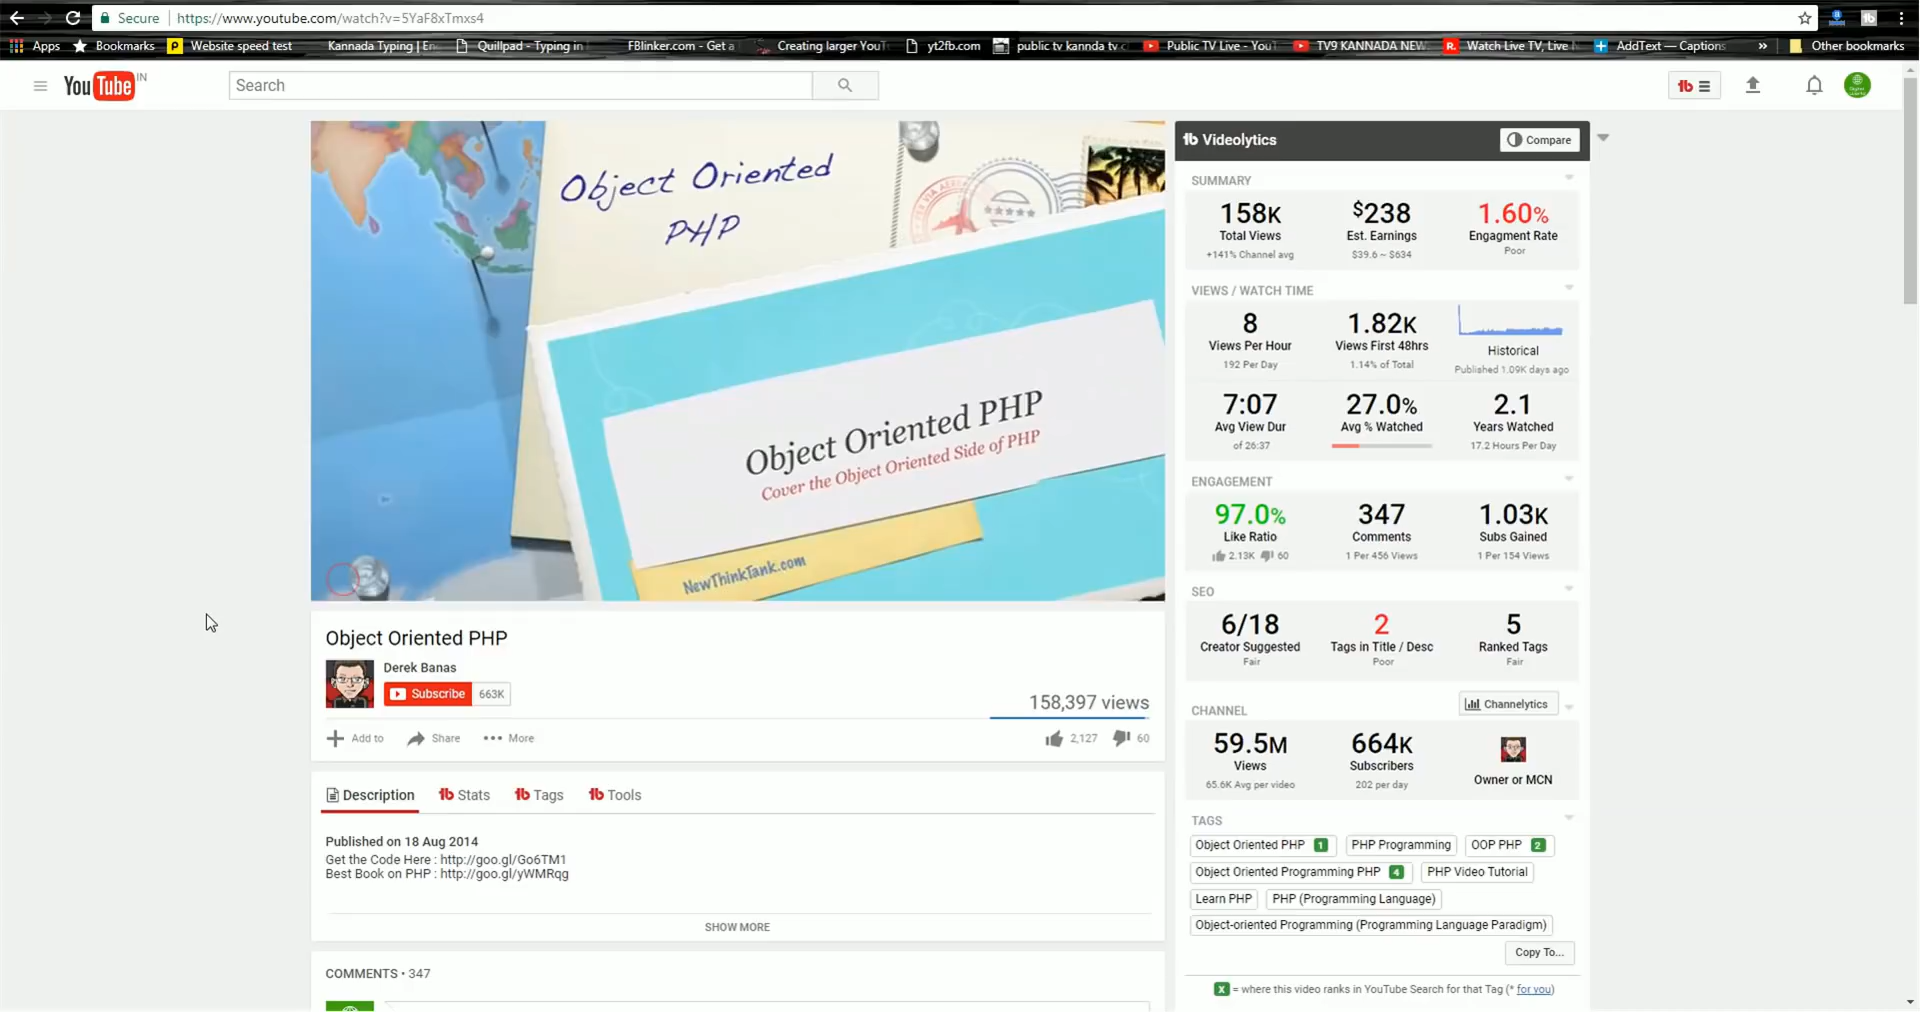 Secure https://www.youtube.com/watch?v=5YaF8xTmxs4
Apps Bookmarks Website speed test Kannada Typing | En Quillpad - Typing in FBlinker.com - Get a Creating larger YouT yt2fb.com public tv kannda tv.c Public TV Live - YouT TV9 KANNADA NEW Watch Live TV, Live AddText — Captions » Other bookmarks
YouTube IN
Search
Object Oriented
PHP
Object Oriented PHP
Cover the Object Oriented Side of PHP
NewThinkTank.com
Object Oriented PHP
Derek Banas
Subscribe 663K
158,397 views
Add to Share More 2,127 60
Description Stats Tags Tools
Published on 18 Aug 2014
Get the Code Here : http://goo.gl/Go6TM1
Best Book on PHP : http://goo.gl/yWMRqg
SHOW MORE
COMMENTS • 347
Videolytics Compare
SUMMARY
158K $238 1.60%
Total Views Est. Earnings Engagment Rate
+141% Channel avg $39.6 ~ $634 Poor
VIEWS / WATCH TIME
8 1.82K
Views Per Hour Views First 48hrs Historical
192 Per Day 1.14% of Total Published 1.09K days ago
7:07 27.0% 2.1
Avg View Dur Avg % Watched Years Watched
of 26:37 17.2 Hours Per Day
ENGAGEMENT
97.0% 347 1.03K
Like Ratio Comments Subs Gained
2.13K 60 1 Per 456 Views 1 Per 154 Views
SEO
6/18 2 5
Creator Suggested Tags in Title / Desc Ranked Tags
Fair Poor Fair
CHANNEL Channelytics
59.5M 664K
Views Subscribers Owner or MCN
65.6K Avg per video 202 per day
TAGS
Object Oriented PHP 1 PHP Programming OOP PHP 2
Object Oriented Programming PHP 4 PHP Video Tutorial
Learn PHP PHP (Programming Language)
Object-oriented Programming (Programming Language Paradigm)
Copy To...
x = where this video ranks in YouTube Search for that Tag (* for you)